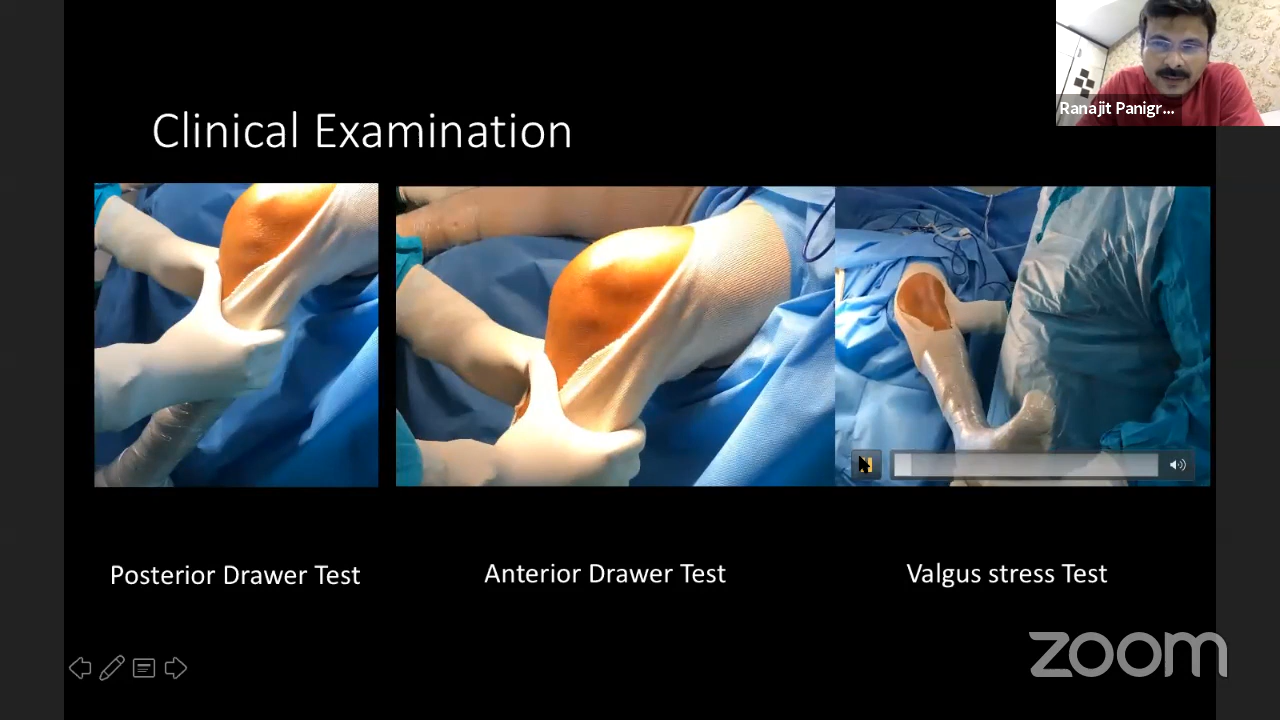 Ranajit Panigr...
Clinical Examination
Posterior Drawer Test
Anterior Drawer Test
Valgus stress Test
zoom